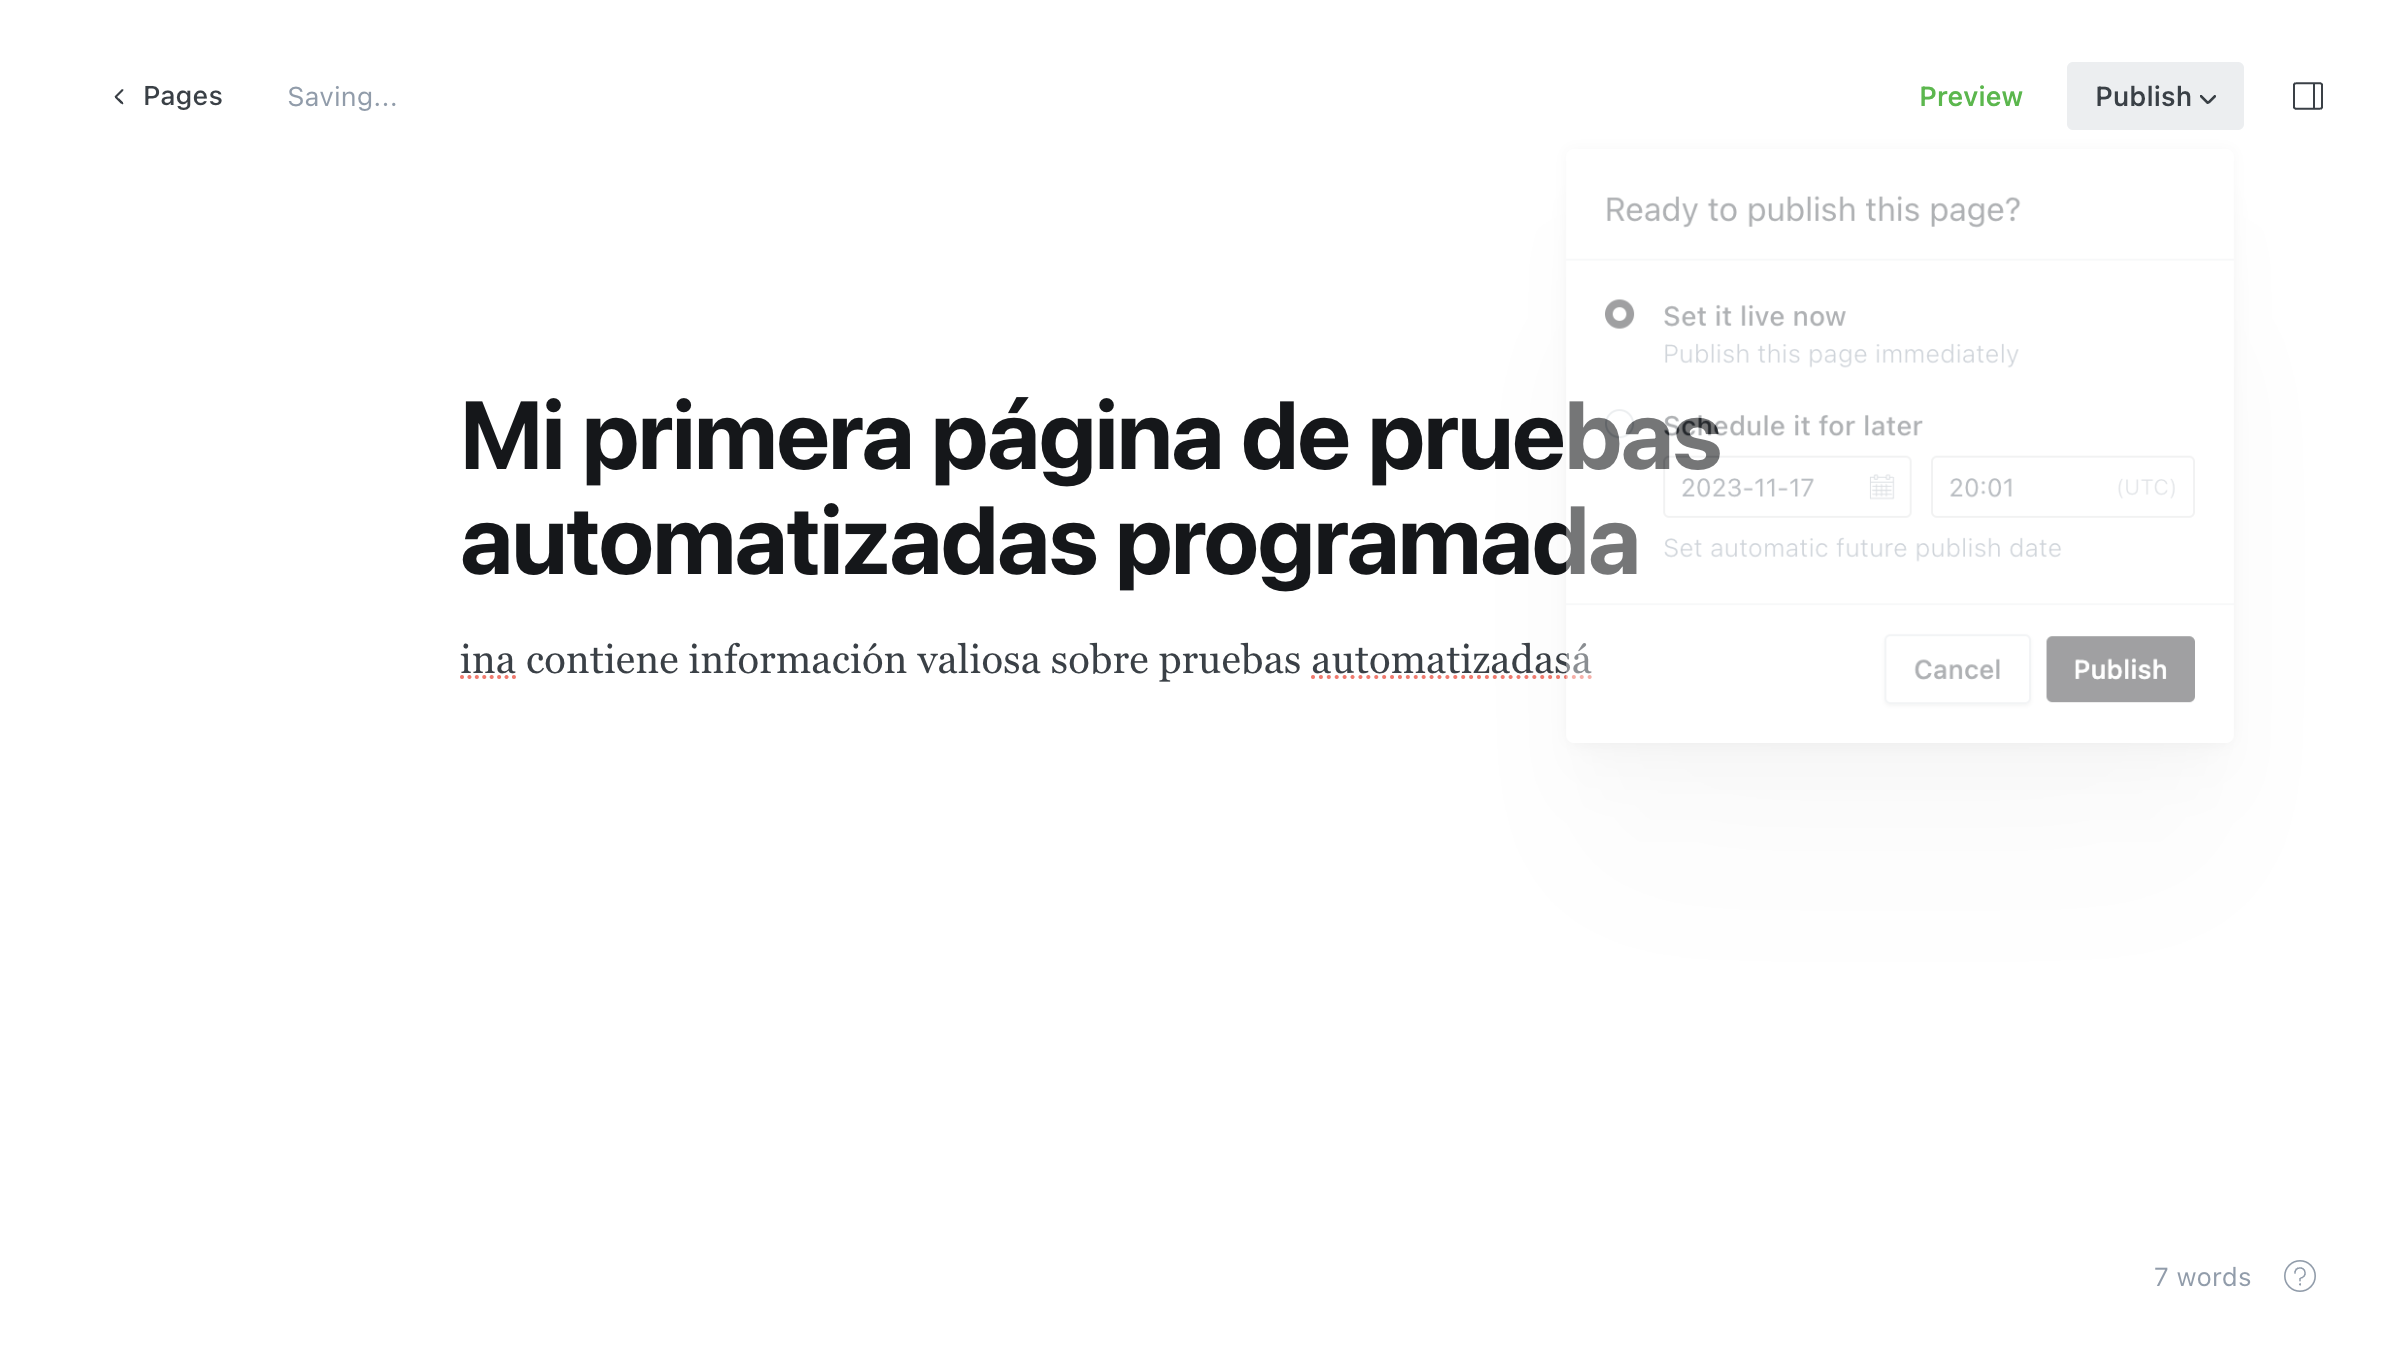 Pages
Saving...
Preview
Publish
Ready to publish this page?
Set it live now
Publish this page immediately
Schedule it for later
2023-11-17
20:01 (UTC)
Set automatic future publish date
Cancel
Publish
Mi primera página de pruebas
automatizadas programada
ina contiene información valiosa sobre pruebas automatizadasá
7 words
?